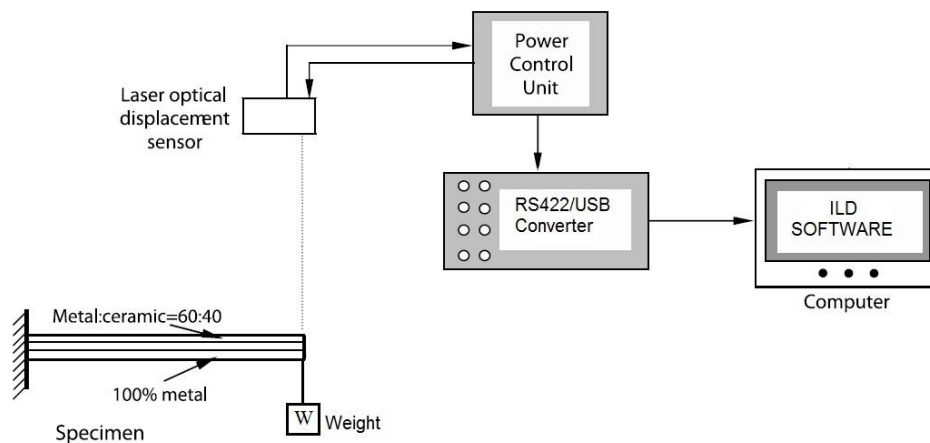 Power
Control
Unit
Laser optical
displacement
sensor
RS422/USB
Converter
ILD
SOFTWARE
Computer
Metal:ceramic=60:40
100% metal
W
Weight
Specimen